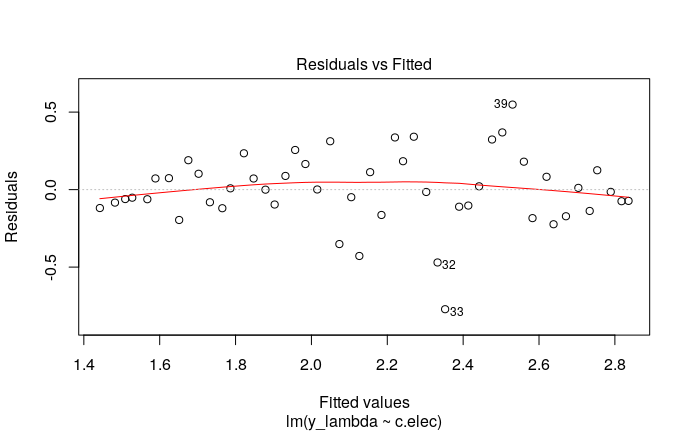 Residuals vs Fitted
Residuals
0.5
0.0
-0.5
39
32
33
1.4 1.6 1.8 2.0 2.2 2.4 2.6 2.8
Fitted values
lm(y_lambda ~ c.elec)